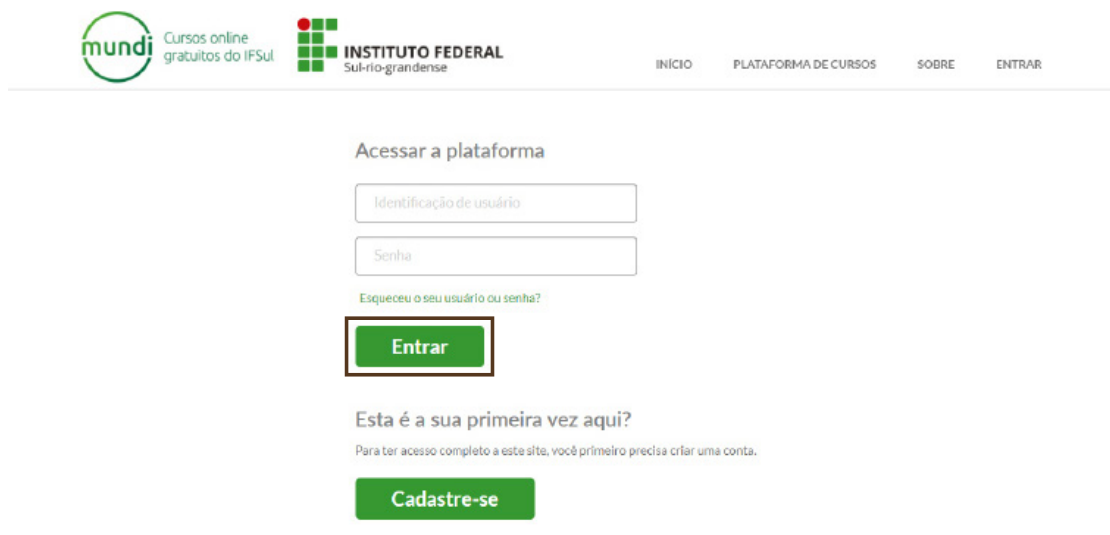 mundi
Cursos online
gratuitos do IFSul
INSTITUTO FEDERAL
Sul-rio-grandense
INÍCIO PLATAFORMA DE CURSOS SOBRE ENTRAR
Acessar a plataforma
Identificação de usuário
Senha
Esqueceu o seu usuário ou senha?
Entrar
Esta é a sua primeira vez aqui?
Para ter acesso completo a este site, você primeiro precisa criar uma conta.
Cadastre-se